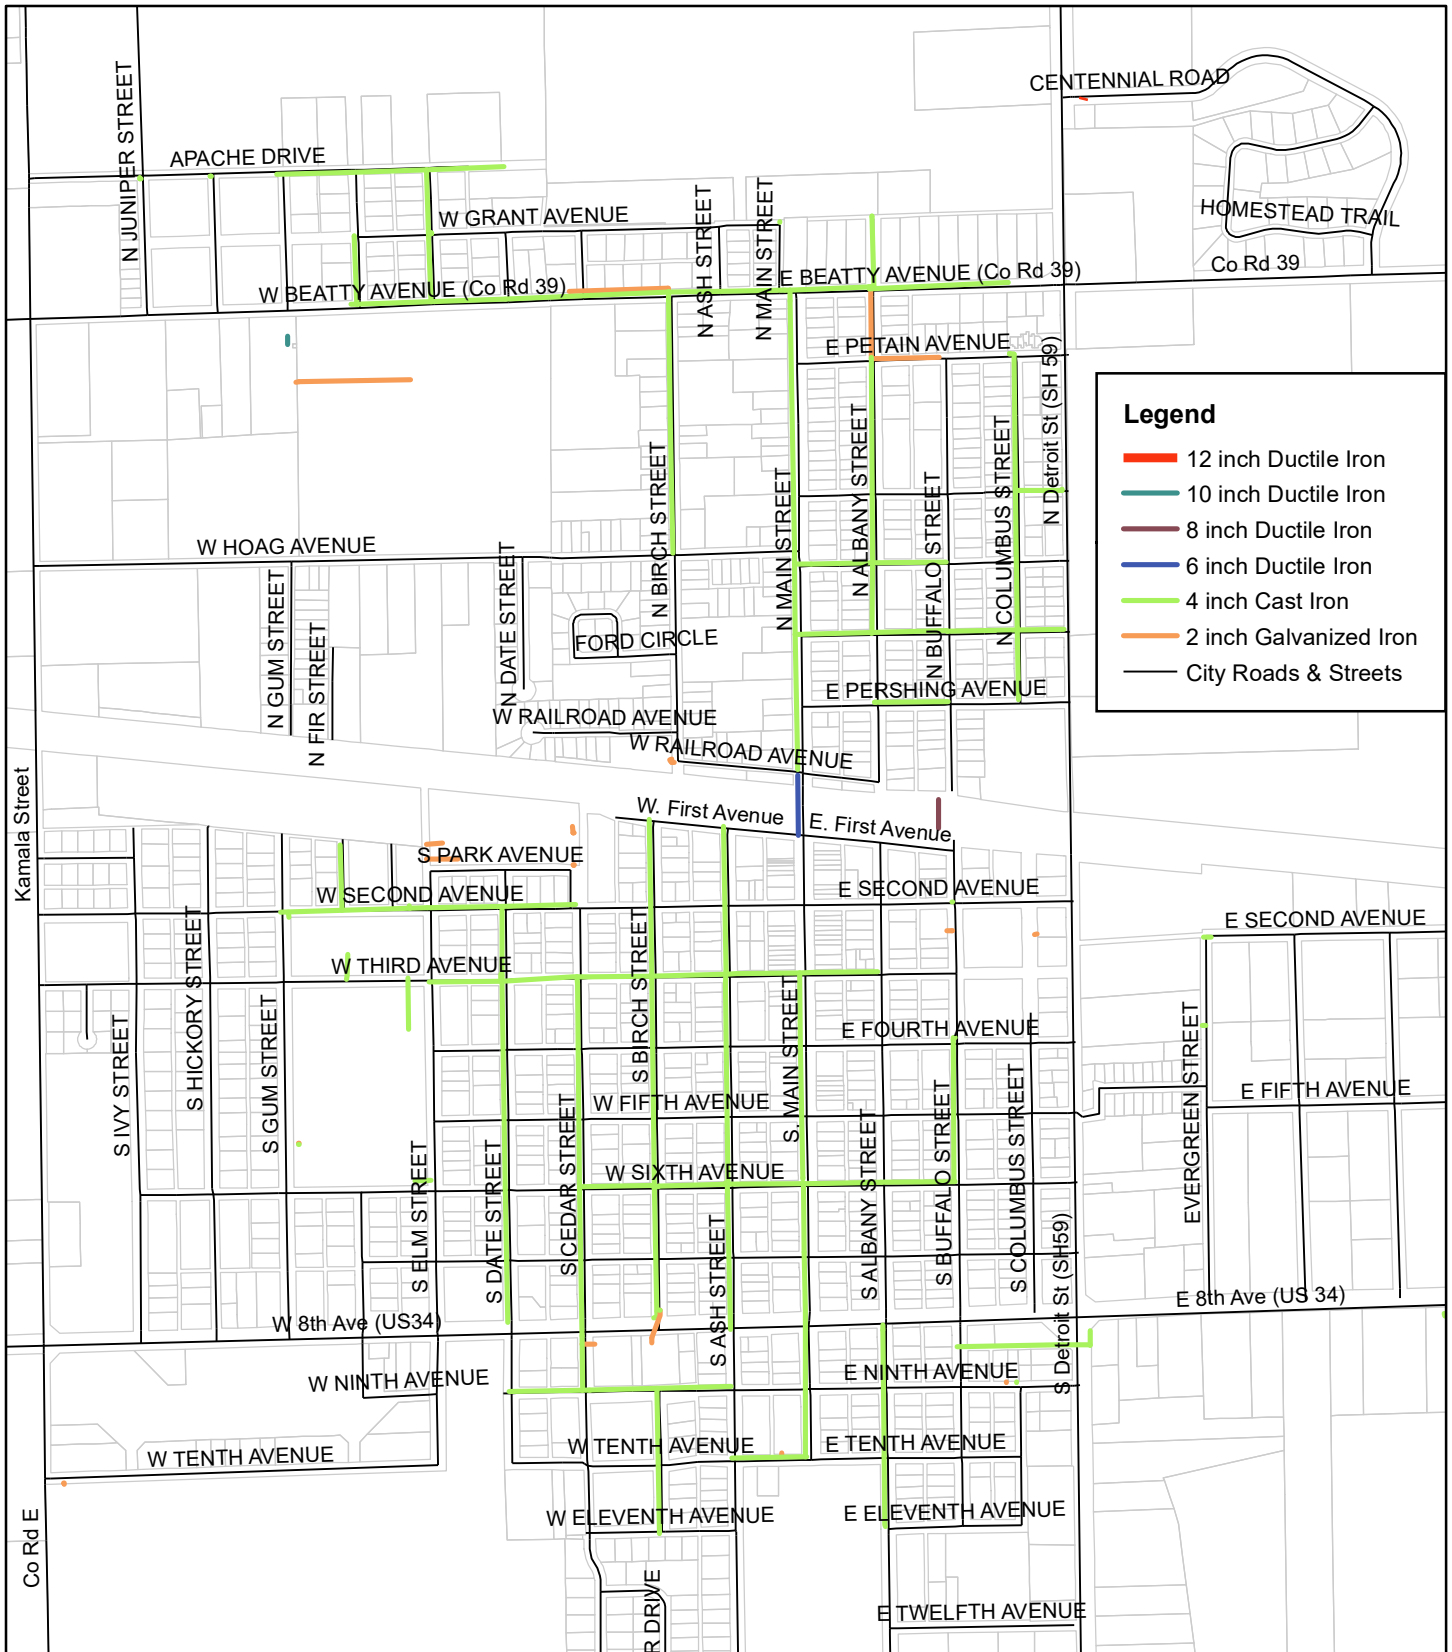 CENTENNIAL ROAD
N JUNIPER STREET
APACHE DRIVE
W GRANT AVENUE
N ASH STREET
N MAIN STREET
HOMESTEAD TRAIL
Co Rd 39
E BEATTY AVENUE (Co Rd 39)
W BEATTY AVENUE (Co Rd 39)
E PETAIN AVENUE
N Detroit St (SH 59)
Legend
12 inch Ductile Iron
10 inch Ductile Iron
8 inch Ductile Iron
6 inch Ductile Iron
4 inch Cast Iron
2 inch Galvanized Iron
City Roads & Streets
N BIRCH STREET
N MAIN STREET
N ALBANY STREET
N BUFFALO STREET
N COLUMBUS STREET
W HOAG AVENUE
N GUM STREET
N FIR STREET
N DATE STREET
FORD CIRCLE
E PERSHING AVENUE
W RAILROAD AVENUE
W RAILROAD AVENUE
Kamala Street
W. First Avenue
E. First Avenue
S PARK AVENUE
W SECOND AVENUE
E SECOND AVENUE
E SECOND AVENUE
W THIRD AVENUE
S IVY STREET
S HICKORY STREET
S GUM STREET
S BIRCH STREET
S. MAIN STREET
E FOURTH AVENUE
EVERGREEN STREET
E FIFTH AVENUE
W FIFTH AVENUE
W SIXTH AVENUE
S ELM STREET
S DATE STREET
S CEDAR STREET
S ASH STREET
S ALBANY STREET
S BUFFALO STREET
S COLUMBUS STREET
S Detroit St (SH59)
W 8th Ave (US34)
E 8th Ave (US 34)
W NINTH AVENUE
E NINTH AVENUE
W TENTH AVENUE
W TENTH AVENUE
E TENTH AVENUE
W ELEVENTH AVENUE
E ELEVENTH AVENUE
Co Rd E
R DRIVE
E TWELFTH AVENUE